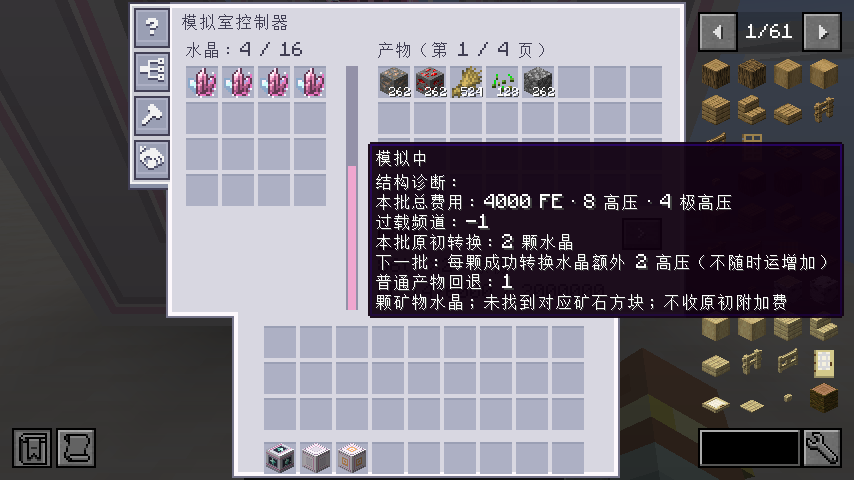 模拟室控制器
水晶：4 / 16
产物（第 1 / 4 页）
1/61
262
262
524
123
262
模拟中
结构诊断：
本批总费用：4000 FE · 8 高压 · 4 极高压
过载频道：-1
本批原初转换：2 颗水晶
下一批：每颗成功转换水晶额外 2 高压（不随时运增加）
普通产物回退：1
颗矿物水晶；未找到对应矿石方块；不收原初附加费